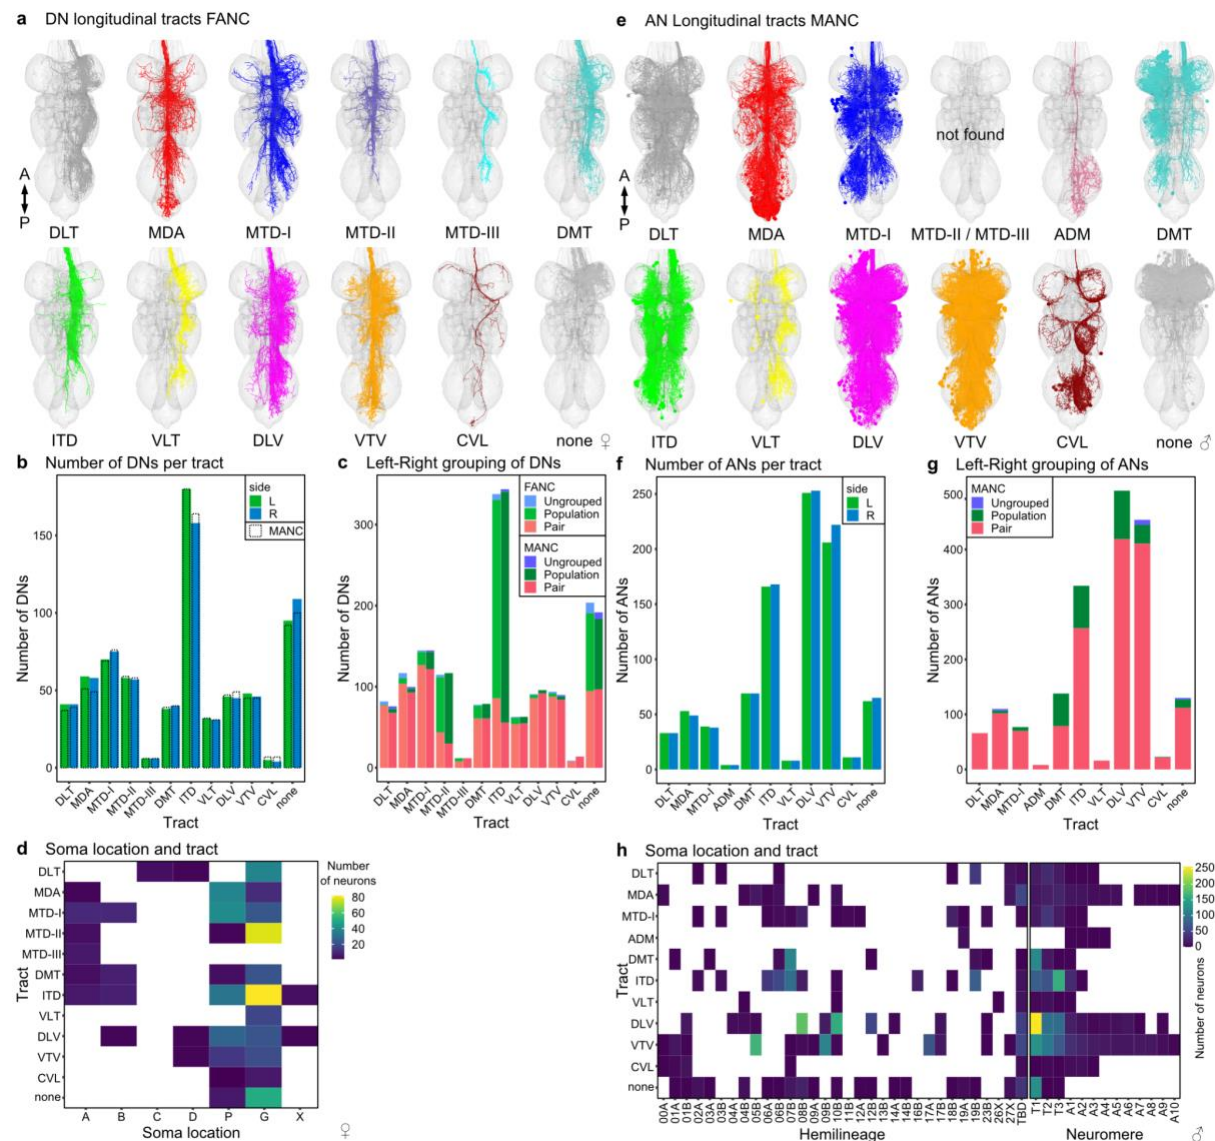 a DN longitudinal tracts FANC
e AN Longitudinal tracts MANC
A
P
DLT MDA MTD-I MTD-II MTD-III DMT
not found
A
P
DLT MDA MTD-I MTD-II / MTD-III ADM DMT
ITD VLT DLV VTV CVL none ♀
ITD VLT DLV VTV CVL none ♂
b Number of DNs per tract
side
L
R
MANC
Number of DNs
150
100
50
0
DLT MDA MTD-I MTD-II MTD-III DMT ITD VLT DLV VTV CVL none
Tract
c Left-Right grouping of DNs
FANC
Ungrouped
Population
Pair
MANC
Ungrouped
Population
Pair
Number of DNs
300
200
100
0
DLT MDA MTD-I MTD-II MTD-III DMT ITD VLT DLV VTV CVL none
Tract
f Number of ANs per tract
side
L
R
Number of ANs
250
200
150
100
50
0
DLT MDA MTD-I ADM DMT ITD VLT DLV VTV CVL none
Tract
g Left-Right grouping of ANs
MANC
Ungrouped
Population
Pair
Number of ANs
500
400
300
200
100
0
DLT MDA MTD-I ADM DMT ITD VLT DLV VTV CVL none
Tract
d Soma location and tract
Number
of neurons
80
60
40
20
Tract
DLT
MDA
MTD-I
MTD-II
MTD-III
DMT
ITD
VLT
DLV
VTV
CVL
none
A B C D P G X
Soma location
♀
h Soma location and tract
250
200
150
100
50
0
Number of neurons
Tract
DLT
MDA
MTD-I
ADM
DMT
ITD
VLT
DLV
VTV
CVL
none
00A 01A 01B 02A 03A 03B 04A 04B 05B 06A 06B 07B 08B 09A 09B 10B 11B 12A 12B 13B 14A 14B 16B 17A 17B 18B 19A 19B 23B 26X 27X TBD T1 T2 T3 A1 A2 A3 A4 A5 A6 A7 A8 A9 A10
Hemilineage Neuromere
♂